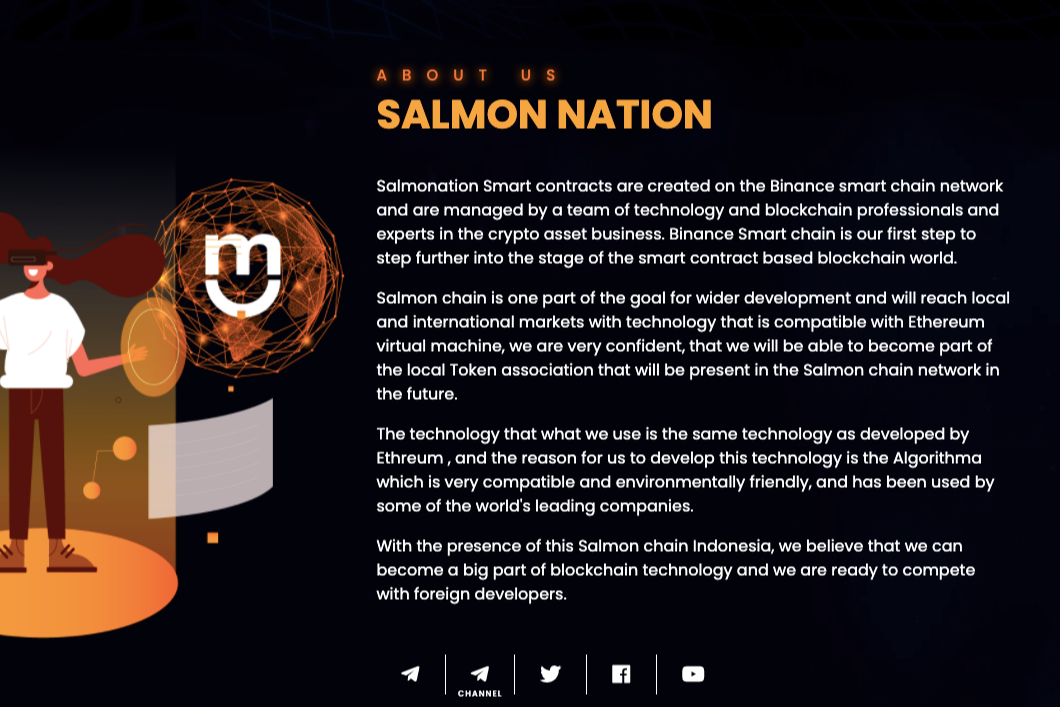 ABOUT US
SALMON NATION
Salmonation Smart contracts are created on the Binance smart chain network
and are managed by a team of technology and blockchain professionals and
experts in the crypto asset business. Binance Smart chain is our first step to
step further into the stage of the smart contract based blockchain world.
Salmon chain is one part of the goal for wider development and will reach local
and international markets with technology that is compatible with Ethereum
virtual machine, we are very confident, that we will be able to become part of
the local Token association that will be present in the Salmon chain network in
the future.
The technology that what we use is the same technology as developed by
Ethreum , and the reason for us to develop this technology is the Algorithma
which is very compatible and environmentally friendly, and has been used by
some of the world's leading companies.
With the presence of this Salmon chain Indonesia, we believe that we can
become a big part of blockchain technology and we are ready to compete
with foreign developers.
CHANNEL